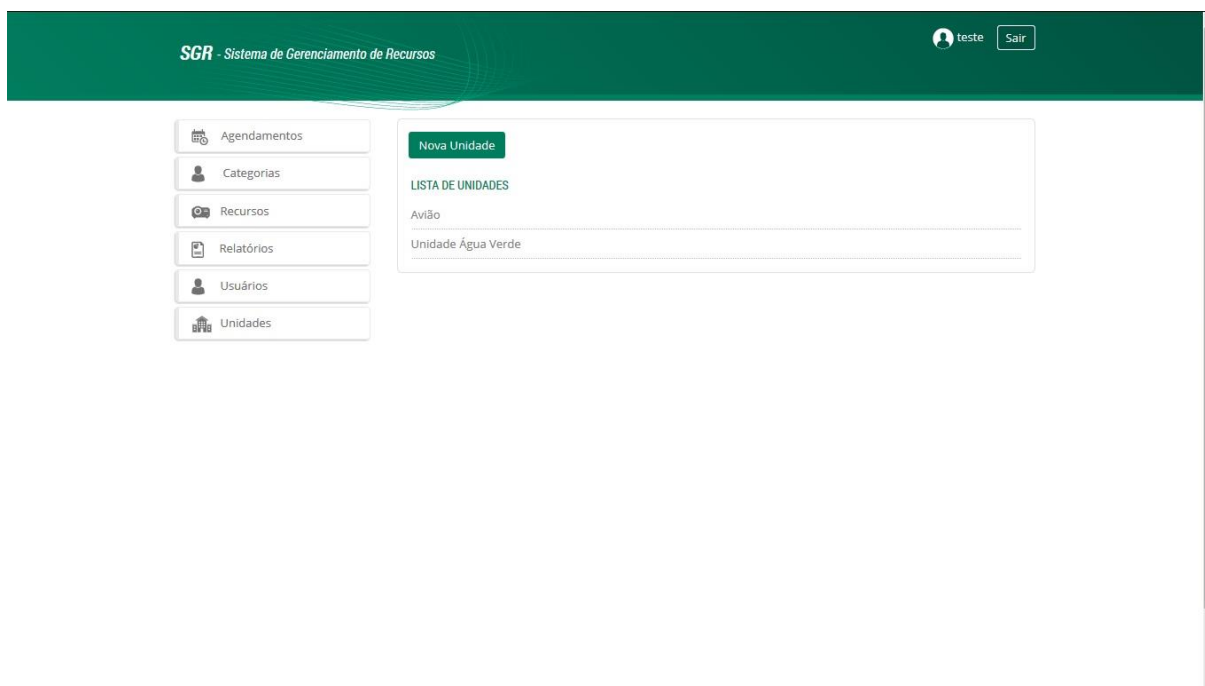 SGR - Sistema de Gerenciamento de Recursos
teste
Sair
Agendamentos
Categorias
Recursos
Relatórios
Usuários
Unidades
Nova Unidade
LISTA DE UNIDADES
Avião
Unidade Água Verde